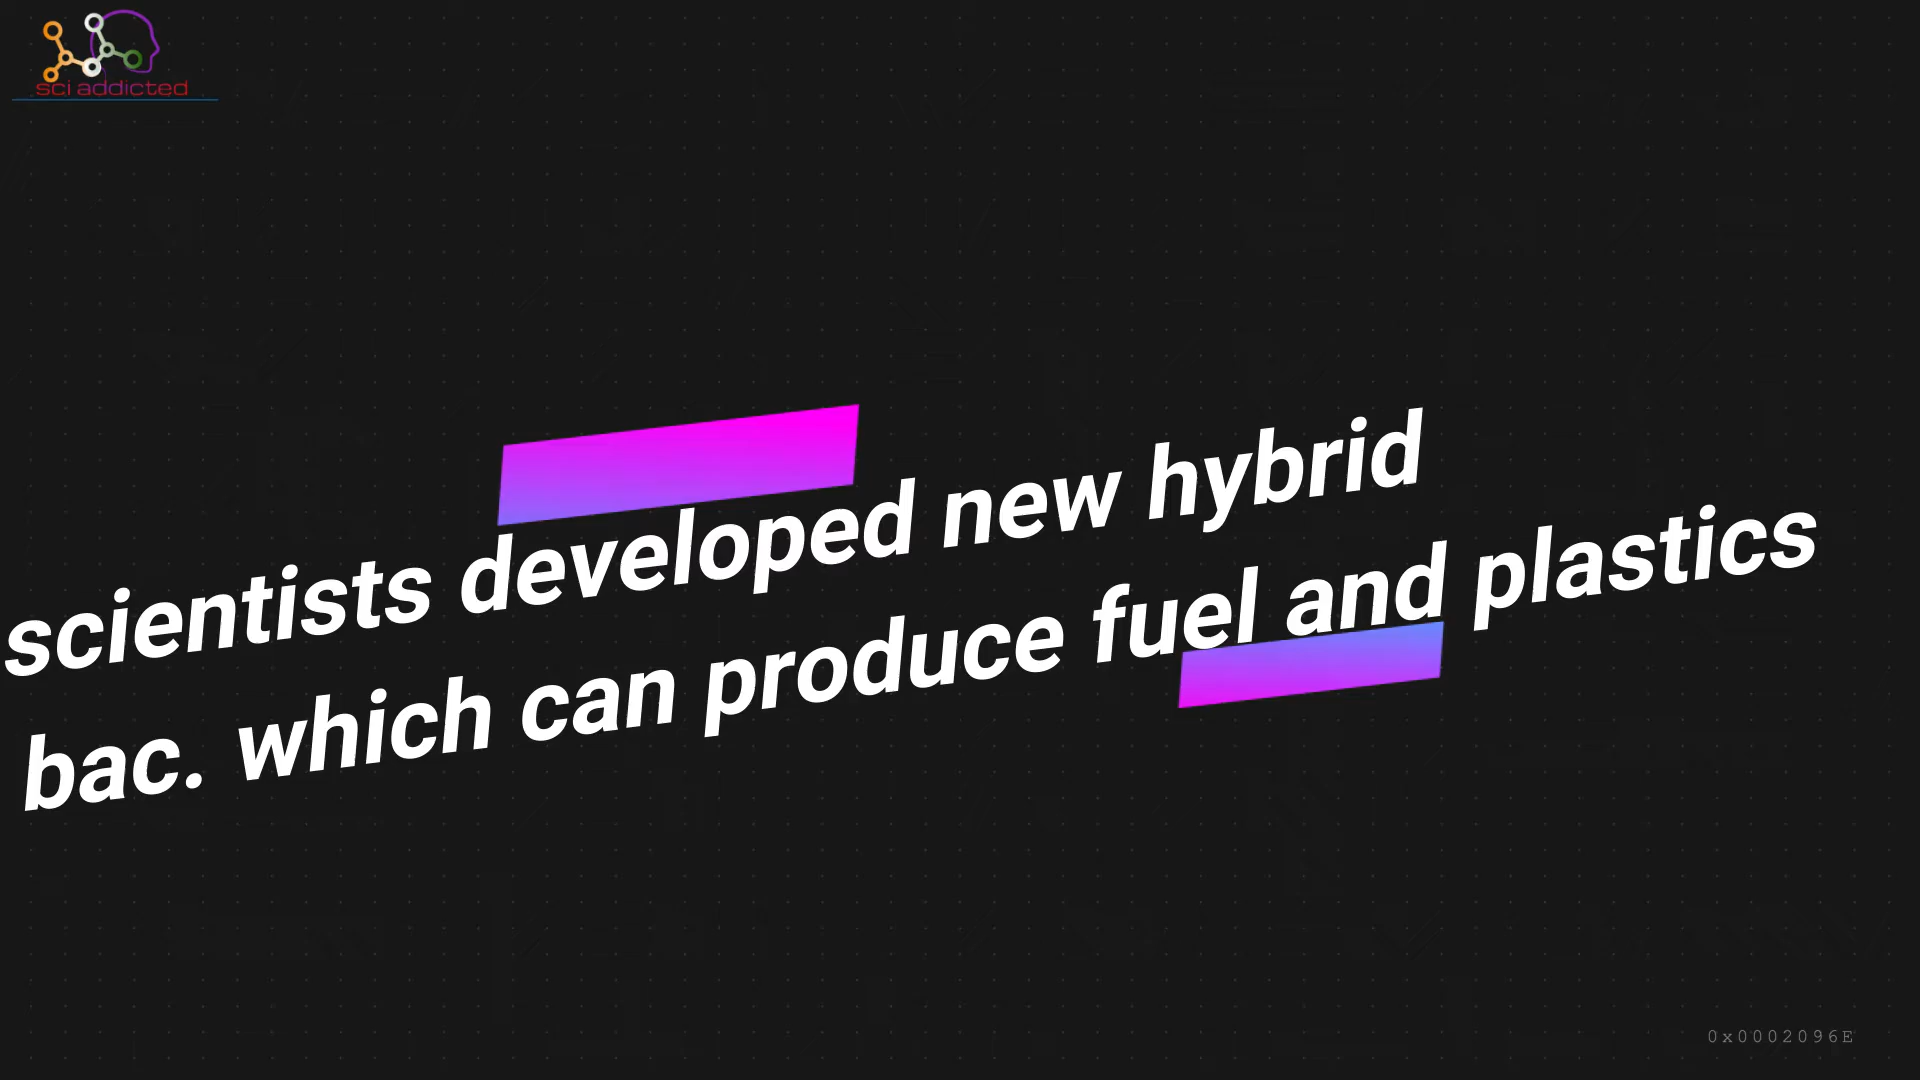 sci addicted
scientists developed new hybrid
bac. which can produce fuel and plastics
0x0002096E